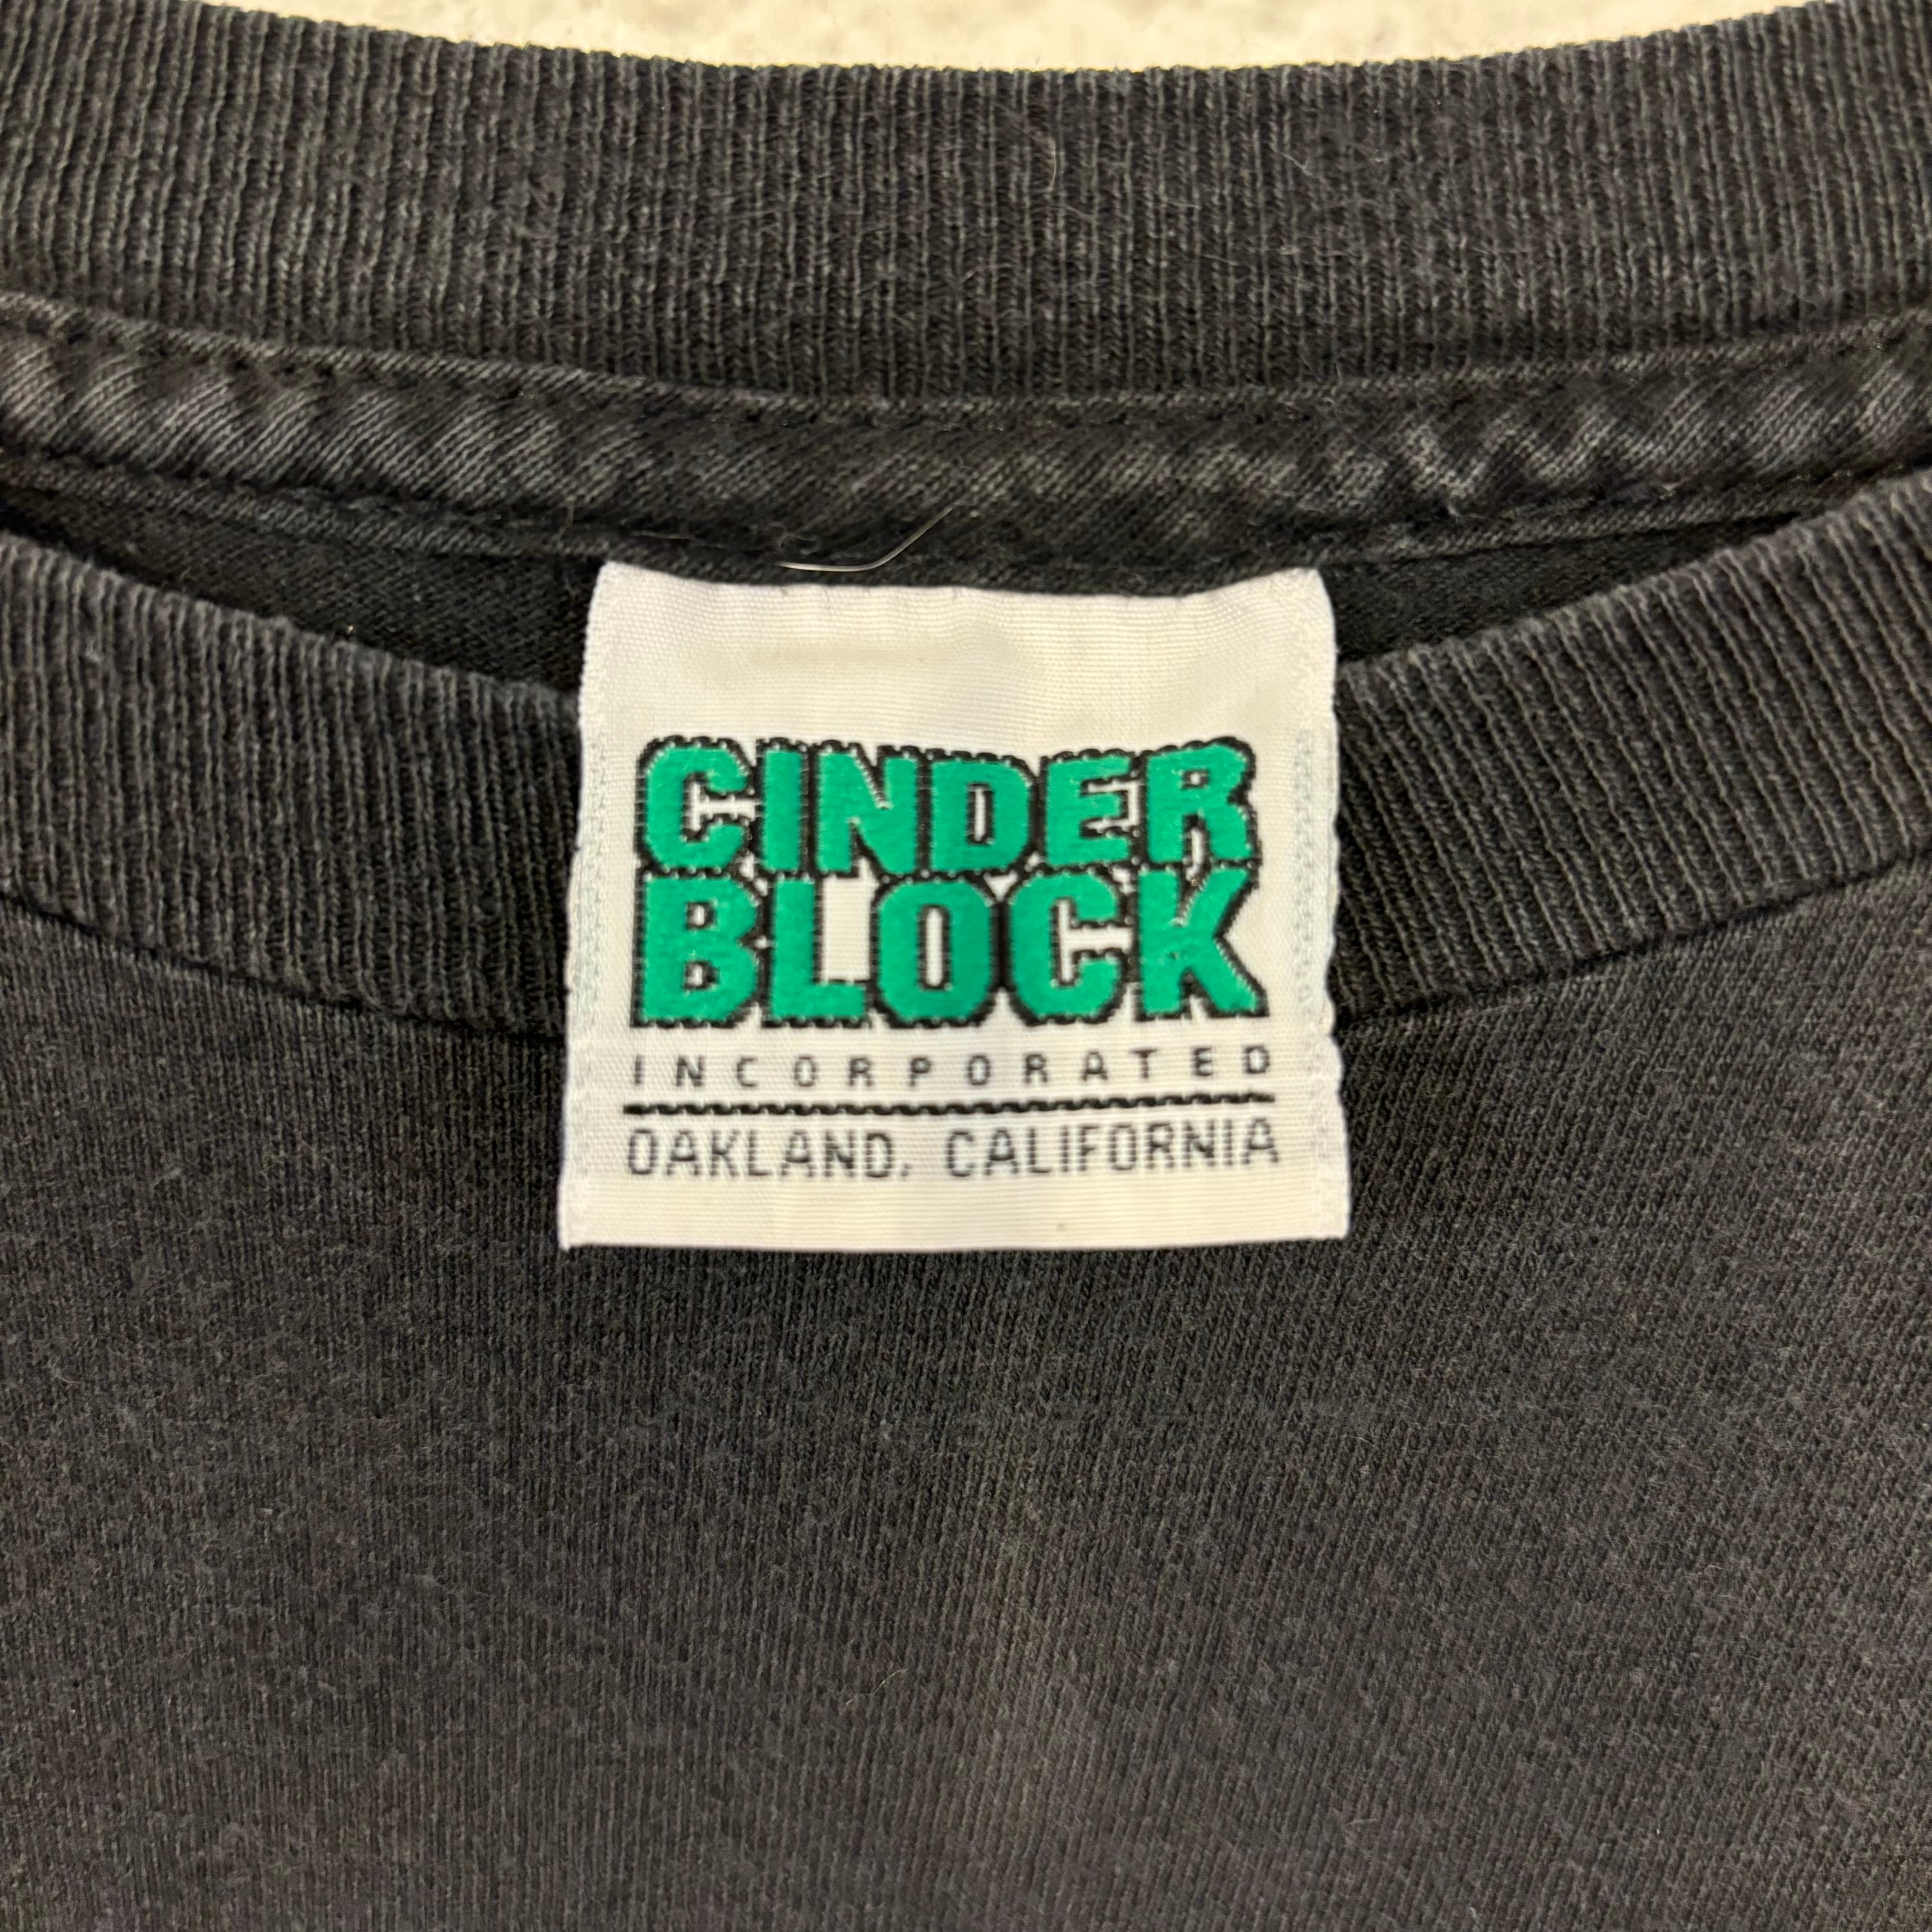 CINDER
BLOCK
INCORPORATED
OAKLAND, CALIFORNIA